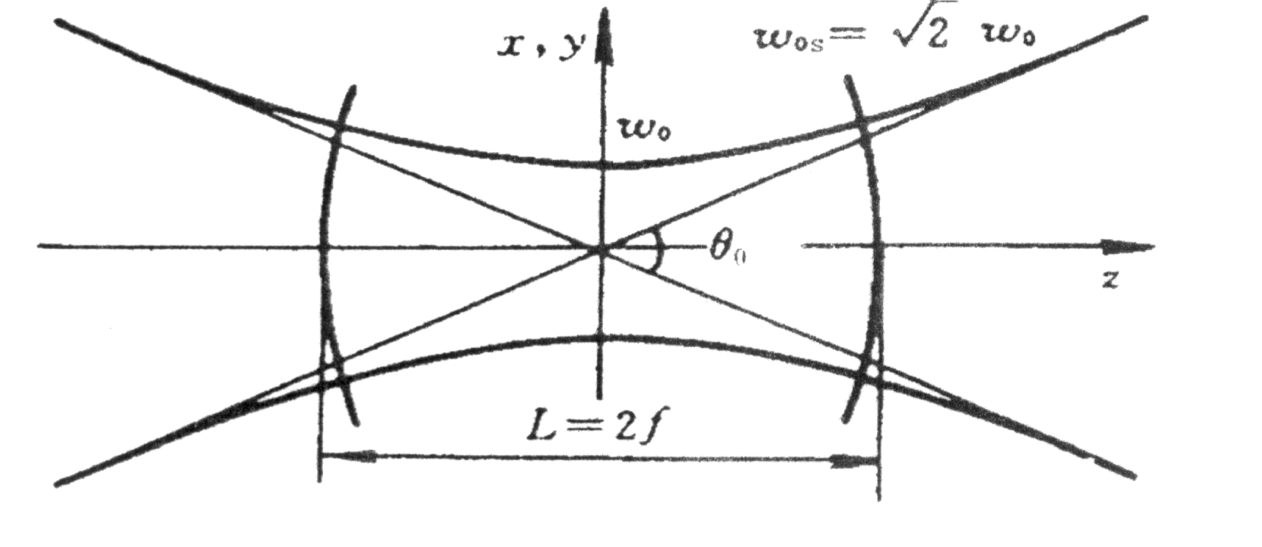 x, y
w₀ₛ = √2 w₀
w₀
θ₀
z
L = 2f